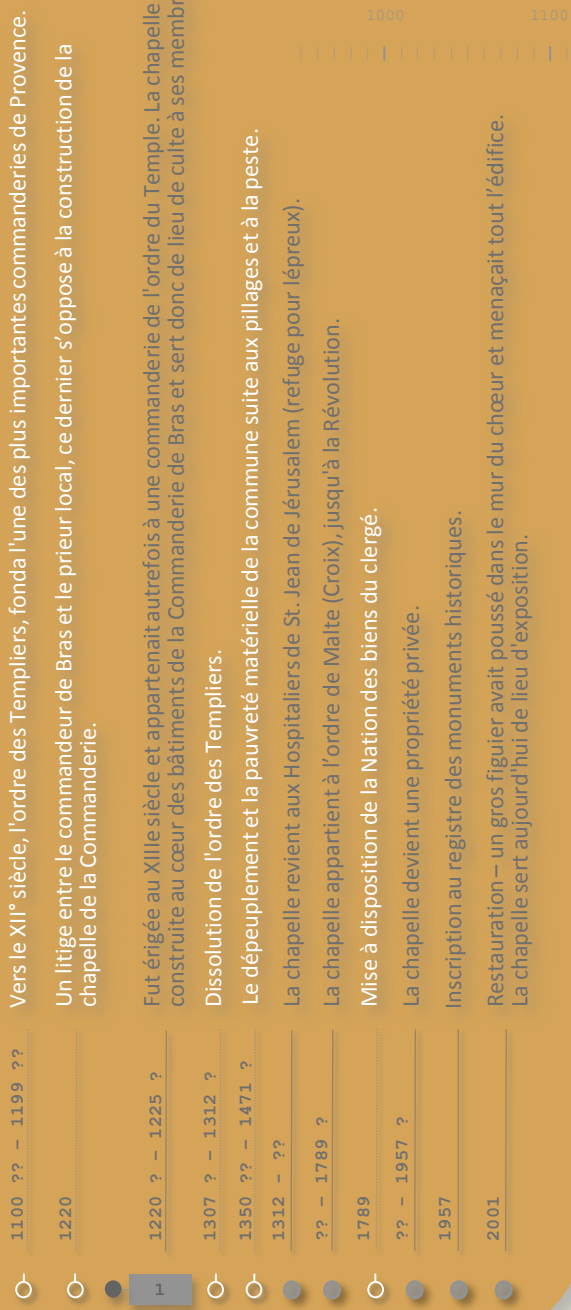 1100 ?? – 1199 ?? Vers le XII° siècle, l'ordre des Templiers, fonda l'une des plus importantes commanderies de Provence.
1220 Un litige entre le commandeur de Bras et le prieur local, ce dernier s'oppose à la construction de la
chapelle de la Commanderie.
1 1220 ? – 1225 ? Fut érigée au XIIIe siècle et appartenait autrefois à une commanderie de l'ordre du Temple. La chapelle
construite au cœur des bâtiments de la Commanderie de Bras et sert donc de lieu de culte à ses
1307 ? – 1312 ? Dissolution de l'ordre des Templiers.
1350 ?? – 1471 ? Le dépeuplement et la pauvreté matérielle de la commune suite aux pillages et à la peste.
1312 – ?? La chapelle revient aux Hospitaliers de St. Jean de Jérusalem (refuge pour lépreux).
?? – 1789 ? La chapelle appartient à l'ordre de Malte (Croix), jusqu'à la Révolution.
1789 Mise à disposition de la Nation des biens du clergé.
?? – 1957 ? La chapelle devient une propriété privée.
1957 Inscription au registre des monuments historiques.
2001 Restauration – un gros figuier avait poussé dans le mur du chœur et menaçait tout l'édifice.
La chapelle sert aujourd'hui de lieu d'exposition.
1000 1100